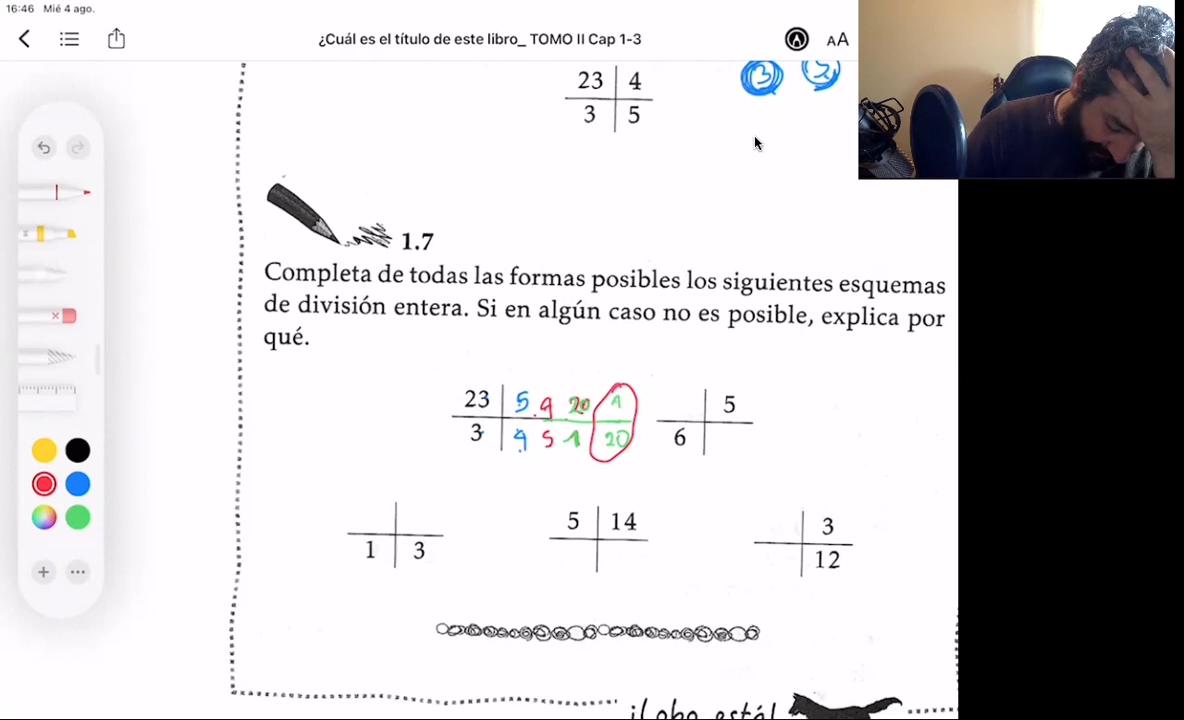 16:46 Mié 4 ago.
¿Cuál es el título de este libro_ TOMO II Cap 1-3
AA
23 4
3 5
3
1.7
Completa de todas las formas posibles los siguientes esquemas
de división entera. Si en algún caso no es posible, explica por
qué.
23 5 9 20 1
3 4 5 1 20
5
6
5 14
3
1 3
12
¡Lobo está!